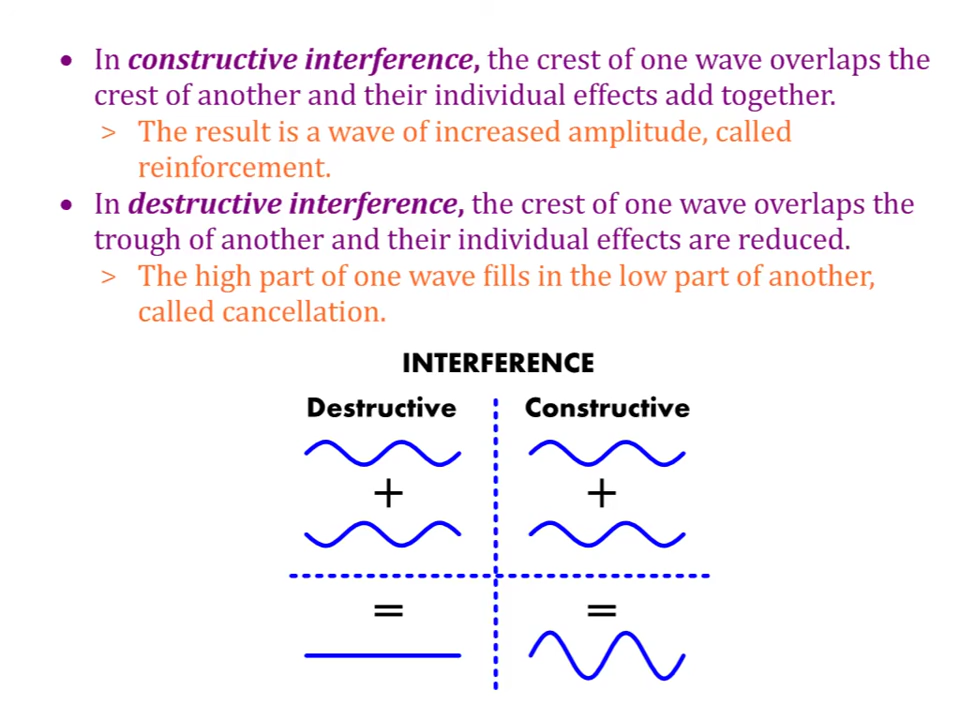 • In constructive interference, the crest of one wave overlaps the
crest of another and their individual effects add together.
> The result is a wave of increased amplitude, called
reinforcement.
• In destructive interference, the crest of one wave overlaps the
trough of another and their individual effects are reduced.
> The high part of one wave fills in the low part of another,
called cancellation.
INTERFERENCE
Destructive
Constructive
+
+
=
=